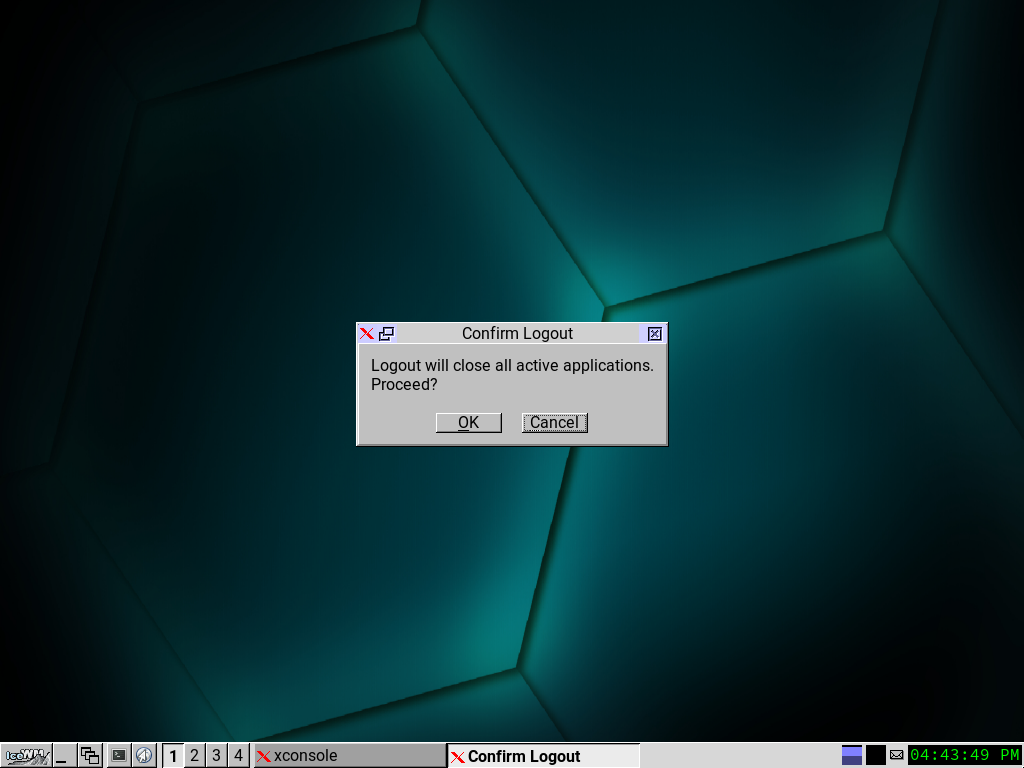 Confirm Logout
Logout will close all active applications.
Proceed?
OK Cancel
IceWM 1 2 3 4 xconsole Confirm Logout 04:43:49 PM